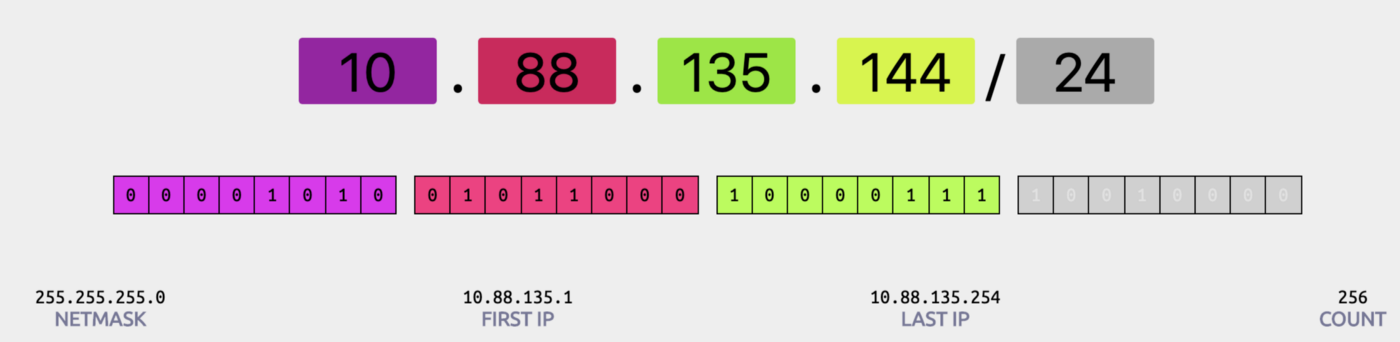 10 . 88 . 135 . 144 / 24
0 0 0 0 1 0 1 0 0 1 0 1 1 0 0 0 1 0 0 0 0 1 1 1 1 0 0 1 0 0 0 0
255.255.255.0 10.88.135.1 10.88.135.254 256
NETMASK FIRST IP LAST IP COUNT